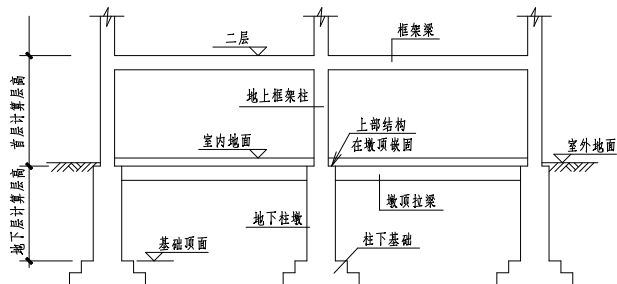 二层
框架梁
首层计算层高
地上框架柱
上部结构
在墩顶嵌固
室内地面
室外地面
地下层计算层高
墩顶拉梁
地下柱墩
基础顶面
柱下基础